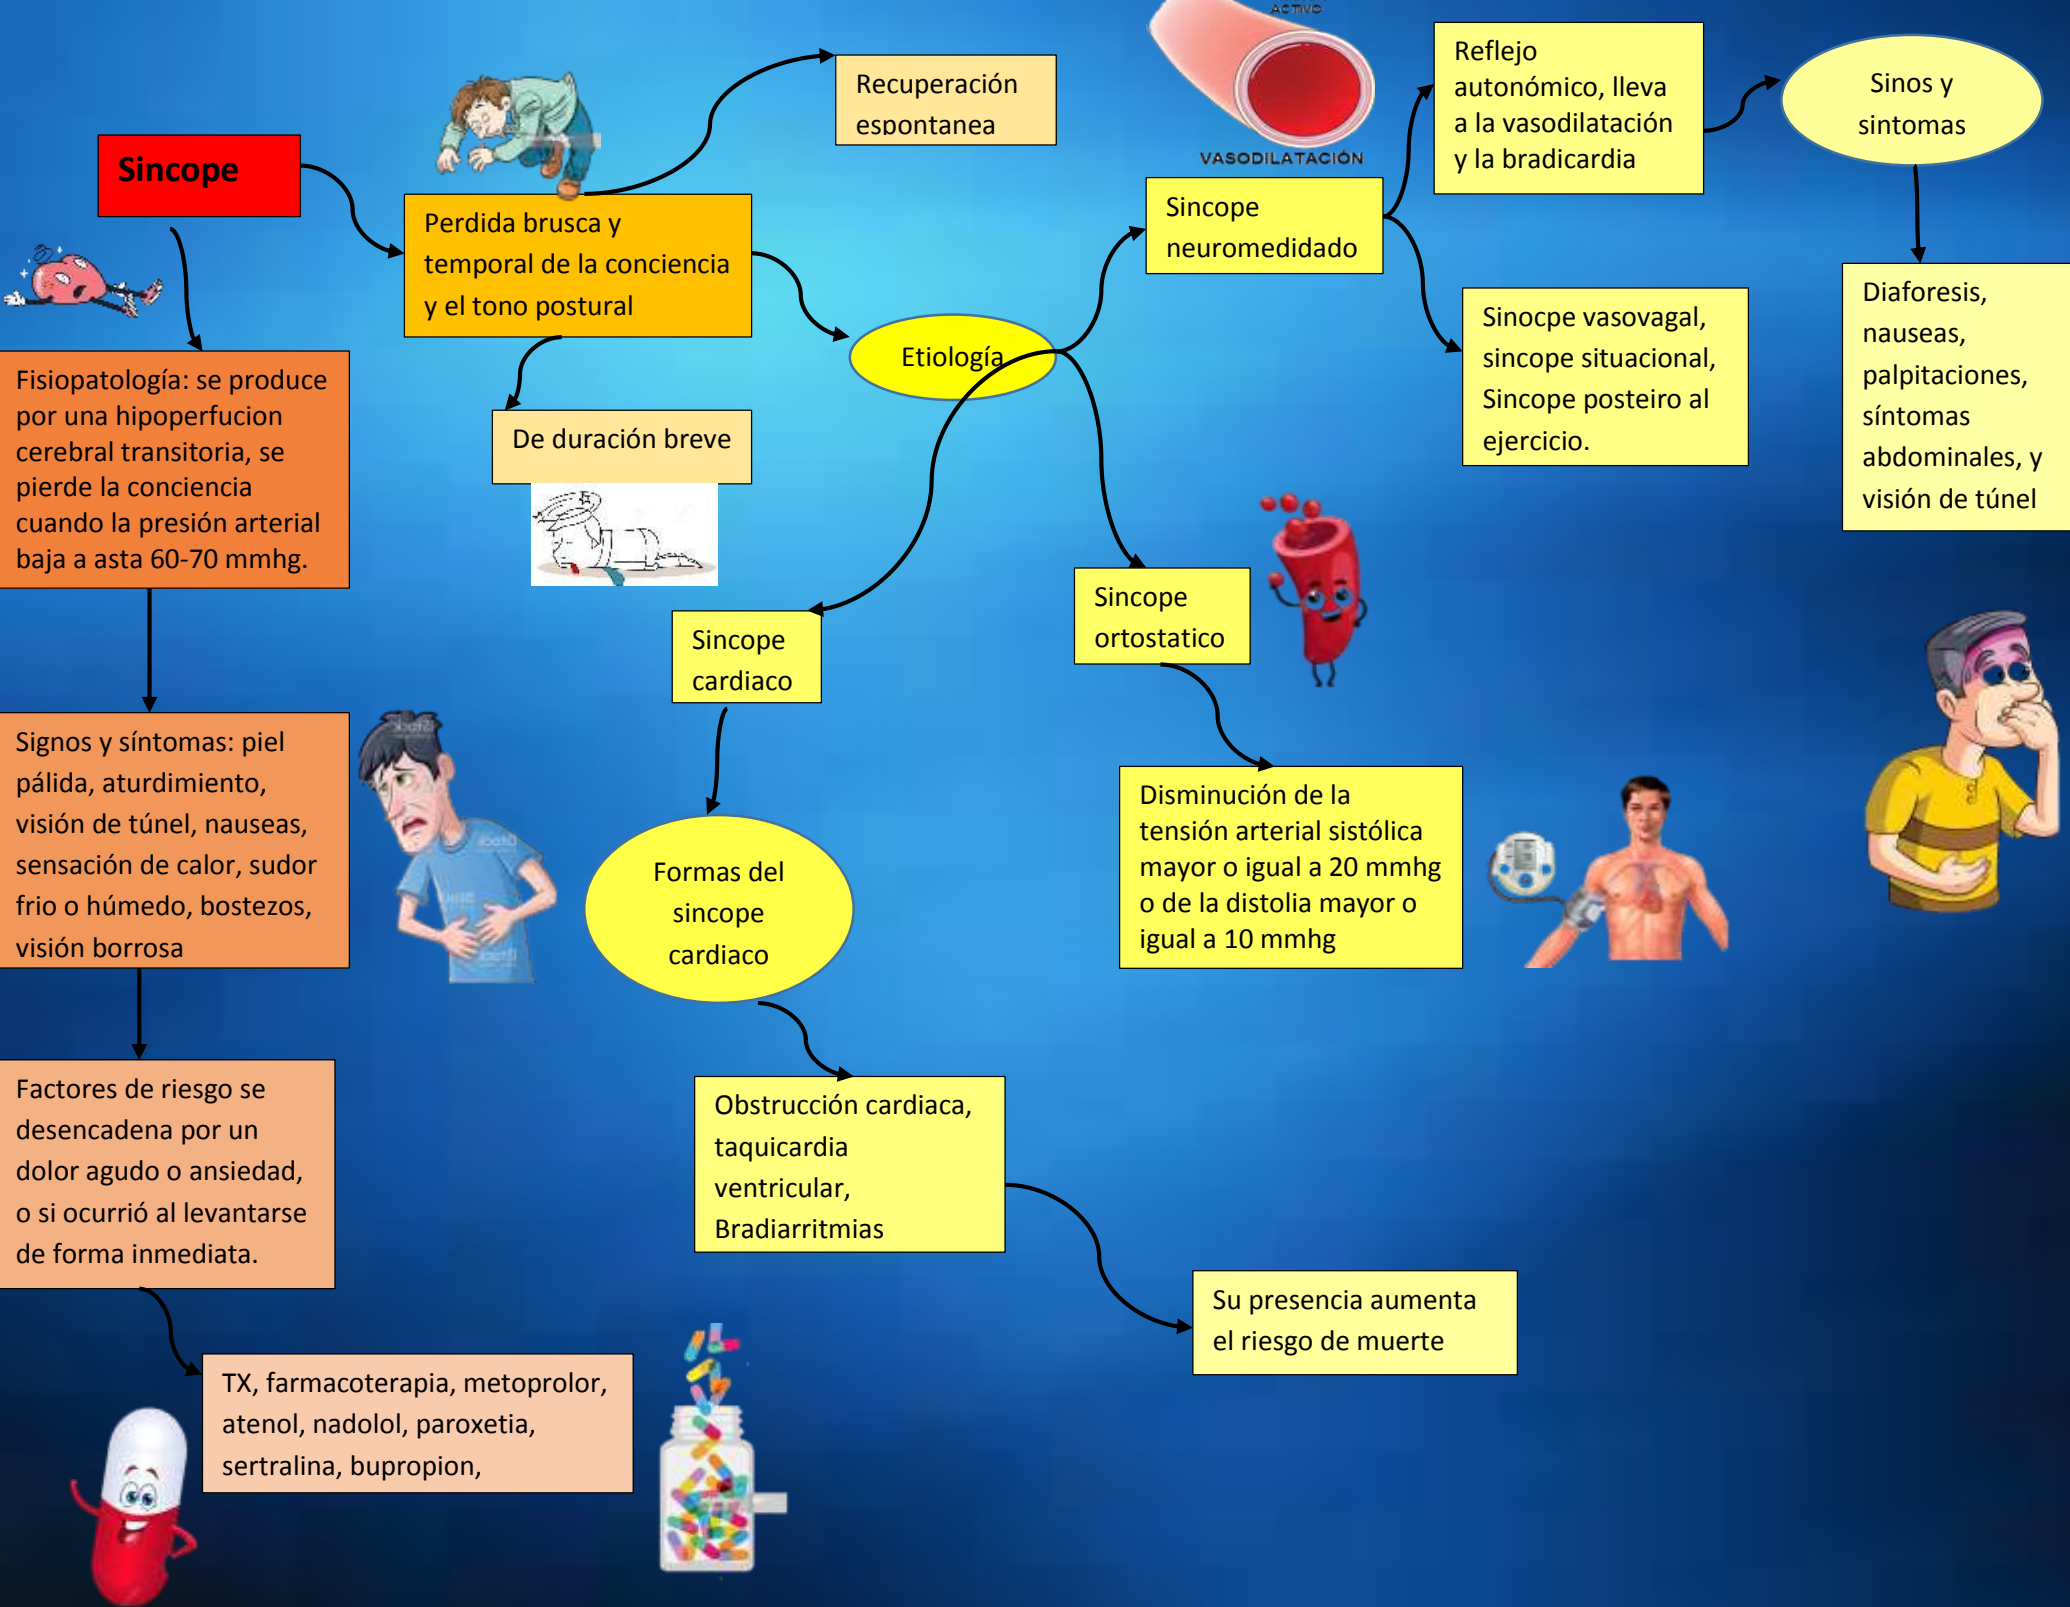 Sincope
Perdida brusca y
temporal de la conciencia
y el tono postural
Recuperación
espontanea
De duración breve
Etiología
ACTIVO
VASODILATACIÓN
Sincope
neuromedidado
Reflejo
autonómico, lleva
a la vasodilatación
y la bradicardia
Sinos y
sintomas
Diaforesis,
nauseas,
palpitaciones,
síntomas
abdominales, y
visión de túnel
Sinocpe vasovagal,
sincope situacional,
Sincope posteiro al
ejercicio.
Sincope
ortostatico
Disminución de la
tensión arterial sistólica
mayor o igual a 20 mmhg
o de la distolia mayor o
igual a 10 mmhg
Sincope
cardiaco
Formas del
sincope
cardiaco
Obstrucción cardiaca,
taquicardia
ventricular,
Bradiarritmias
Su presencia aumenta
el riesgo de muerte
Fisiopatología: se produce
por una hipoperfucion
cerebral transitoria, se
pierde la conciencia
cuando la presión arterial
baja a asta 60-70 mmhg.
Signos y síntomas: piel
pálida, aturdimiento,
visión de túnel, nauseas,
sensación de calor, sudor
frio o húmedo, bostezos,
visión borrosa
Factores de riesgo se
desencadena por un
dolor agudo o ansiedad,
o si ocurrió al levantarse
de forma inmediata.
TX, farmacoterapia, metoprolor,
atenol, nadolol, paroxetia,
sertralina, bupropion,